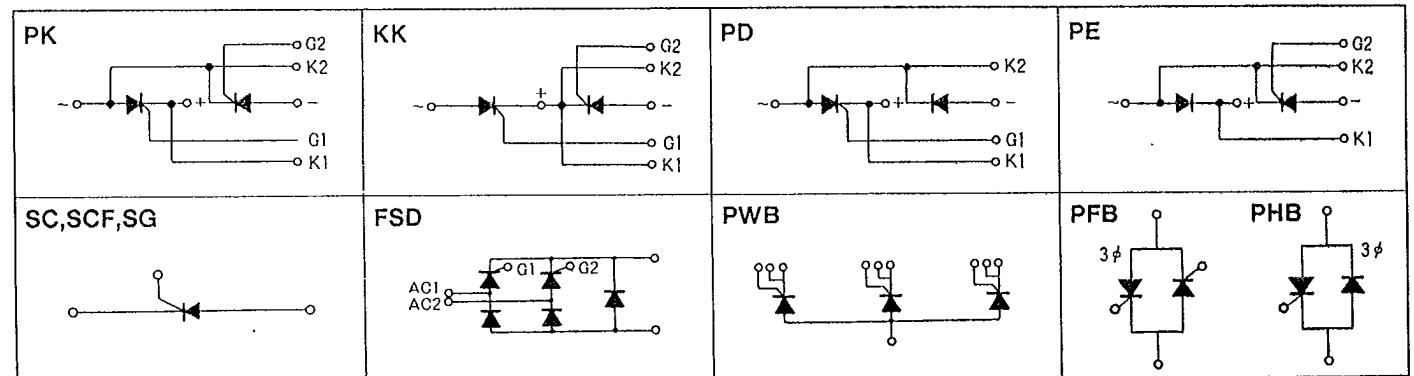 PK
G2
K2
~ + -
G1
K1
KK
G2
K2
~ + -
G1
K1
PD
K2
~ + -
G1
K1
PE
G2
K2
~ + -
K1
SC,SCF,SG
FSD
G1 G2
AC1
AC2
PWB
PFB PHB
3φ 3φ